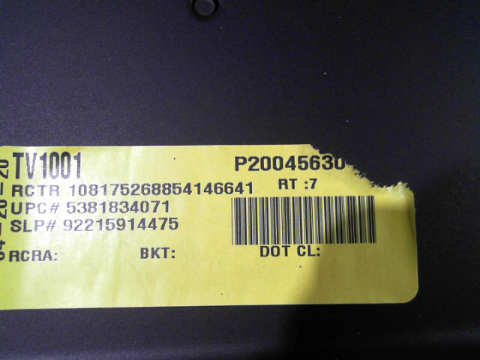 TV1001 P20045630
RCTR 108175268854146641 RT :7
UPC# 5381834071
SLP# 92215914475
RCRA: BKT: DOT CL: